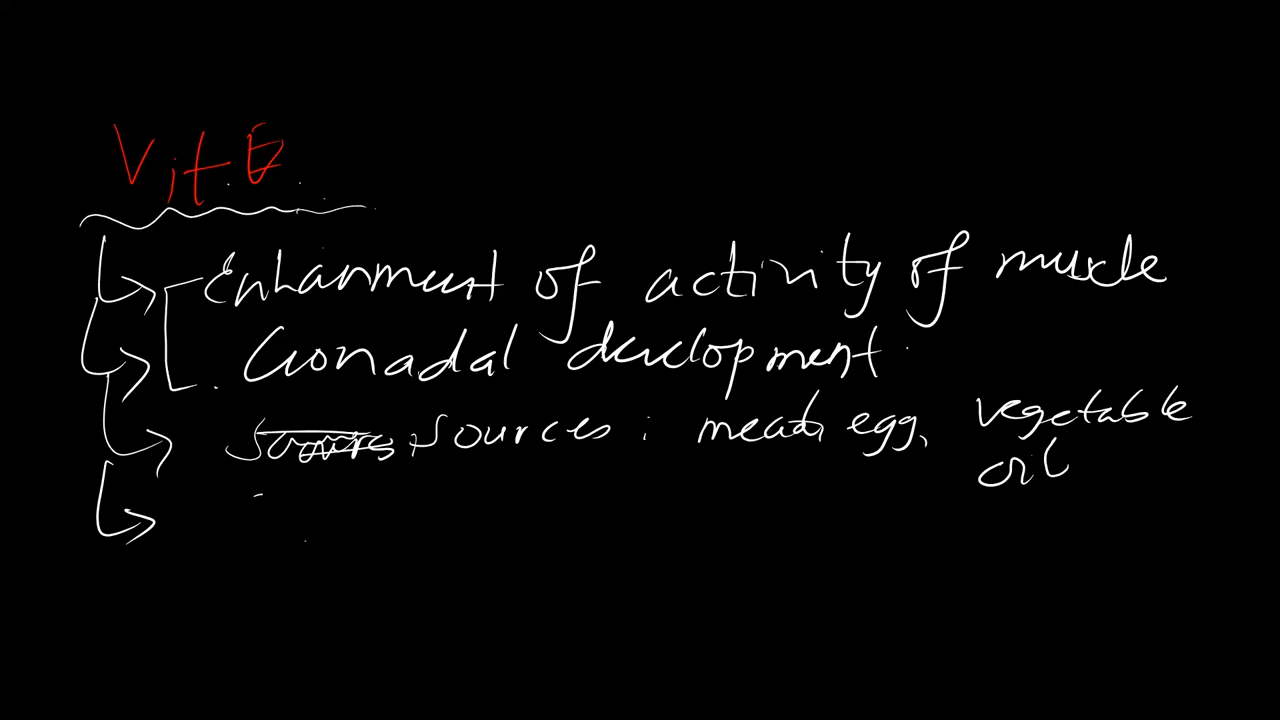 Vit. E
Enhanment of activity of muscle
Gonadal development
Sources : meat, egg, vegetable
oil